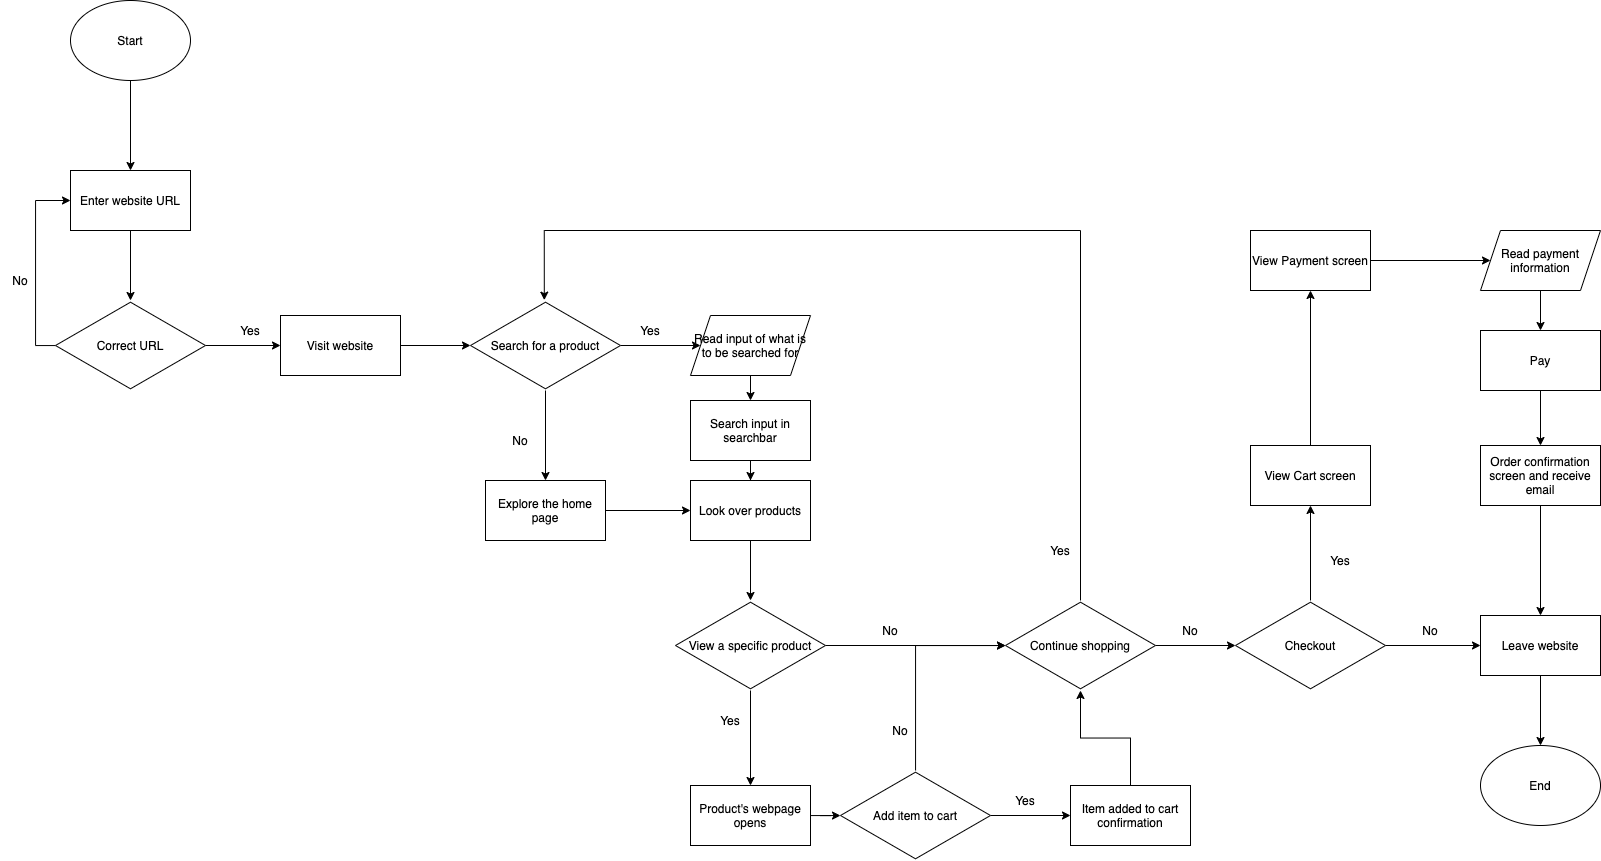 Start
Enter website URL
No
Correct URL
Yes
Visit website
Search for a product
Yes
Read input of what is
to be searched for
No
Search input in
searchbar
Explore the home
page
Look over products
View a specific product
No
Yes
Product's webpage
opens
Add item to cart
No
Yes
Item added to cart
confirmation
Continue shopping
Yes
No
Checkout
Yes
No
View Cart screen
View Payment screen
Read payment
information
Pay
Order confirmation
screen and receive
email
Leave website
End